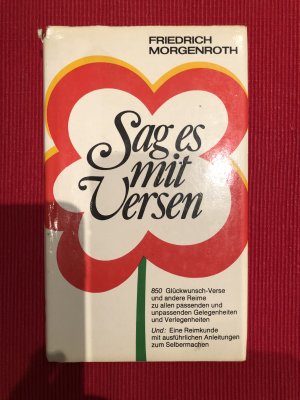 FRIEDRICH
MORGENROTH
Sag es
mit
Versen
850 Glückwunsch-Verse
und andere Reime
zu allen passenden und
unpassenden Gelegenheiten
und Verlegenheiten
Und: Eine Reimkunde
mit ausführlichen Anleitungen
zum Selbermachen